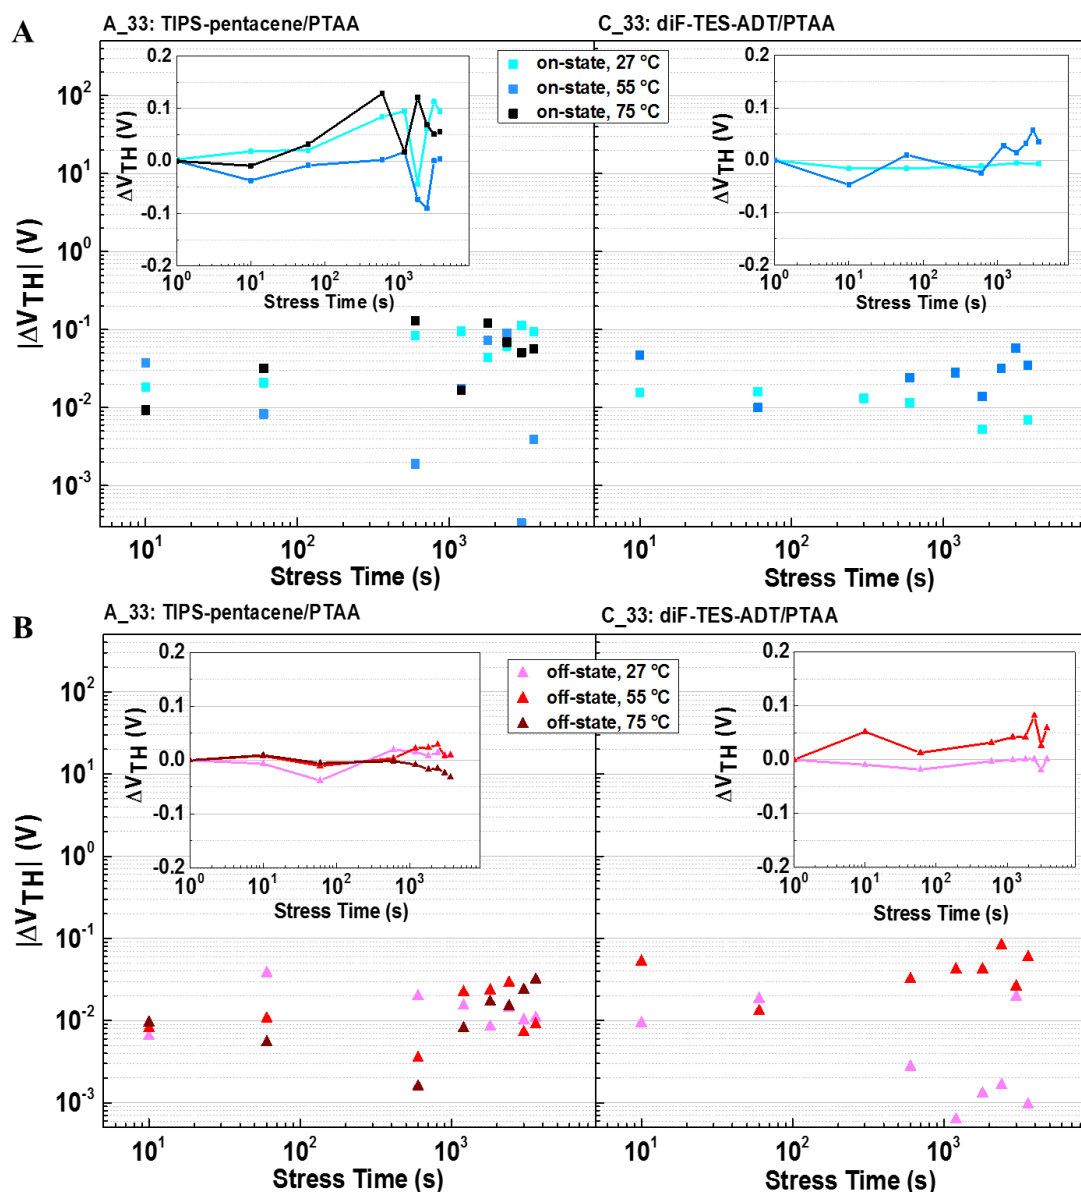 A
A_33: TIPS-pentacene/PTAA
C_33: diF-TES-ADT/PTAA
on-state, 27 °C
on-state, 55 °C
on-state, 75 °C
|ΔVTH| (V)
10²
10¹
10⁰
10⁻¹
10⁻²
10⁻³
ΔVTH (V)
0.2
0.1
0.0
-0.1
-0.2
10⁰ 10¹ 10² 10³
Stress Time (s)
ΔVTH (V)
0.2
0.1
0.0
-0.1
-0.2
10⁰ 10¹ 10² 10³
Stress Time (s)
10¹ 10² 10³ 10¹ 10² 10³
Stress Time (s) Stress Time (s)
B
A_33: TIPS-pentacene/PTAA
C_33: diF-TES-ADT/PTAA
off-state, 27 °C
off-state, 55 °C
off-state, 75 °C
|ΔVTH| (V)
10²
10¹
10⁰
10⁻¹
10⁻²
10⁻³
ΔVTH (V)
0.2
0.1
0.0
-0.1
-0.2
10⁰ 10¹ 10² 10³
Stress Time (s)
ΔVTH (V)
0.2
0.1
0.0
-0.1
-0.2
10⁰ 10¹ 10² 10³
Stress Time (s)
10¹ 10² 10³ 10¹ 10² 10³
Stress Time (s) Stress Time (s)